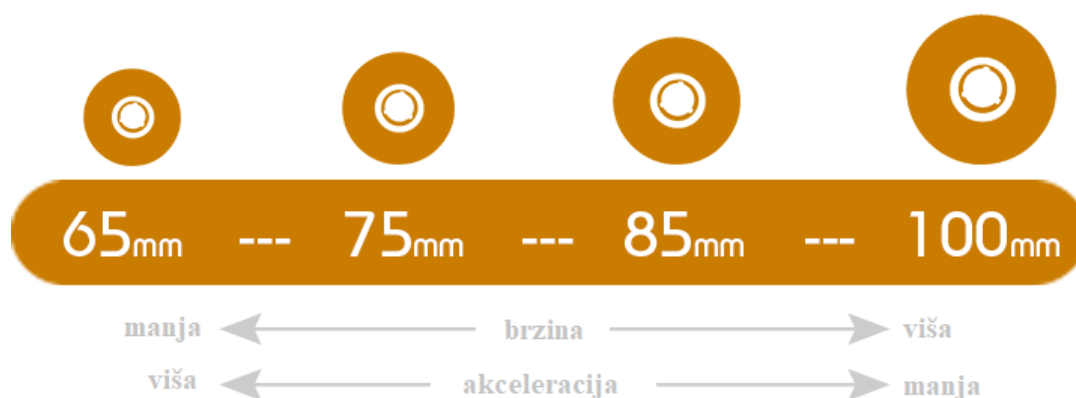 65mm --- 75mm --- 85mm --- 100mm
manja brzina viša
viša akceleracija manja